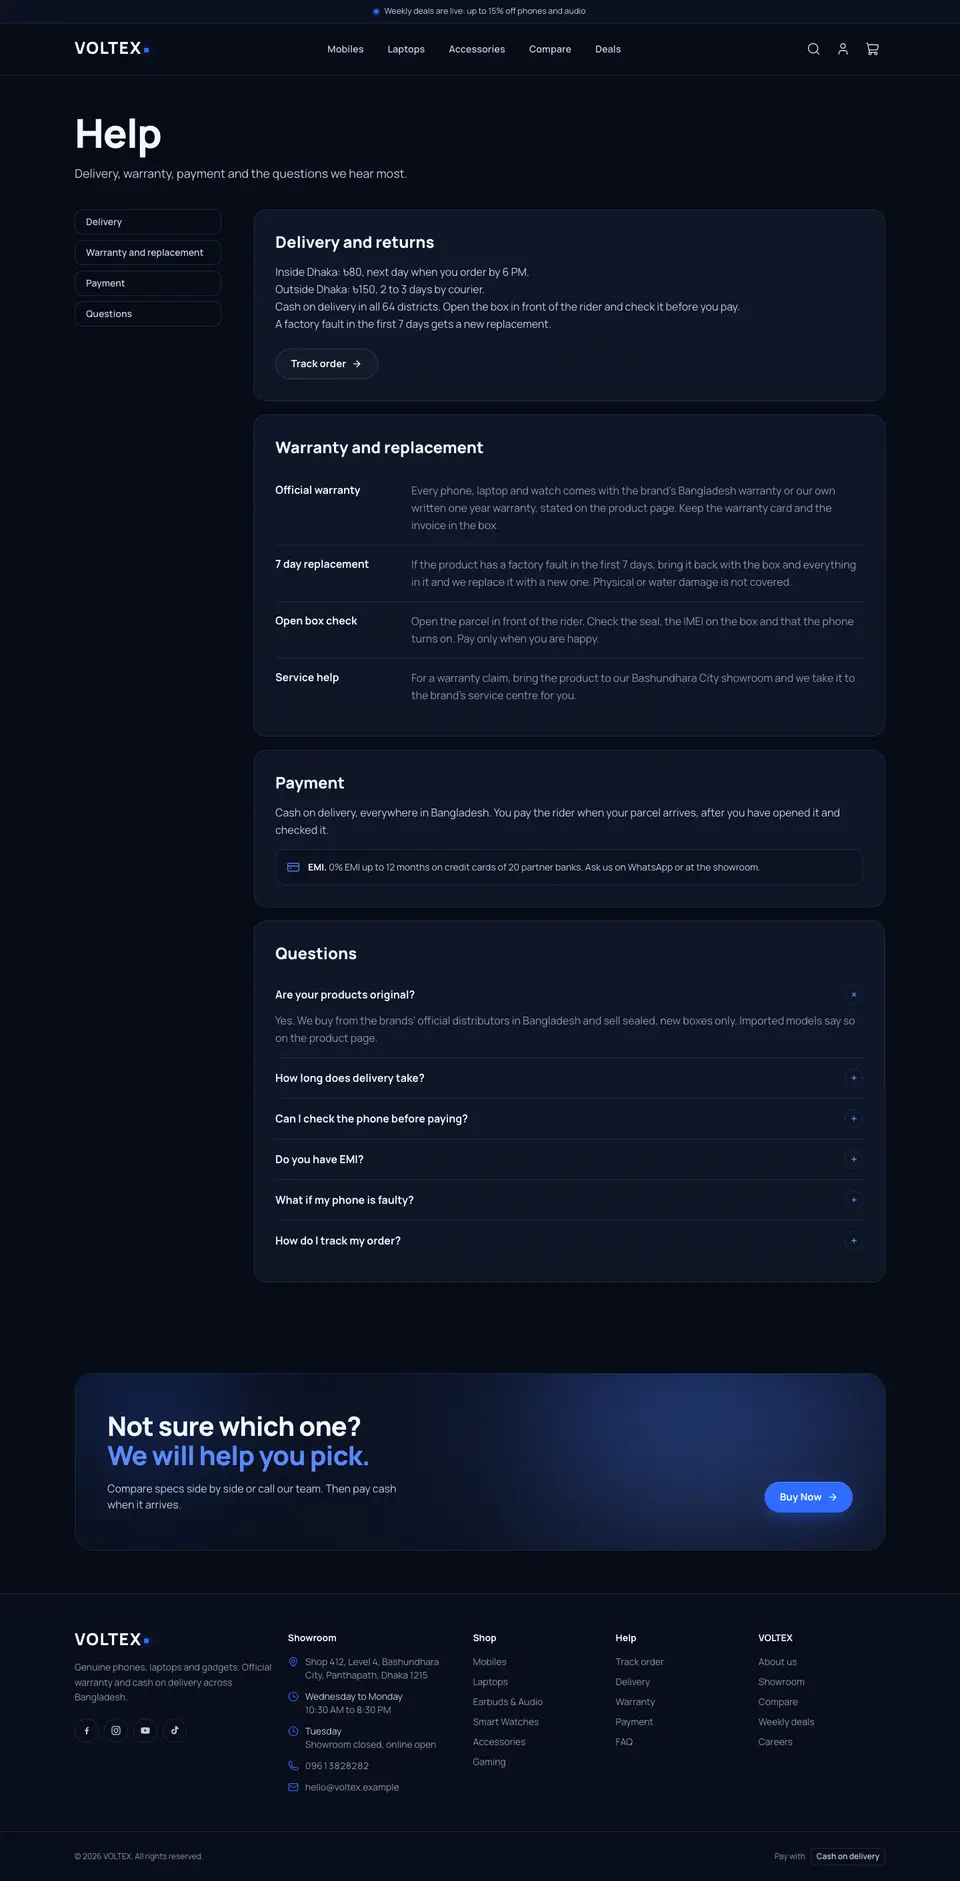 Weekly deals are live: up to 15% off phones and audio
VOLTEX
Mobiles
Laptops
Accessories
Compare
Deals
Help
Delivery, warranty, payment and the questions we hear most.
Delivery
Warranty and replacement
Payment
Questions
Delivery and returns
Inside Dhaka: ৳80, next day when you order by 6 PM.
Outside Dhaka: ৳150, 2 to 3 days by courier.
Cash on delivery in all 64 districts. Open the box in front of the rider and check it before you pay.
A factory fault in the first 7 days gets a new replacement.
Track order
Warranty and replacement
Official warranty
Every phone, laptop and watch comes with the brand's Bangladesh warranty or our own
written one year warranty, stated on the product page. Keep the warranty card and the
invoice in the box.
7 day replacement
If the product has a factory fault in the first 7 days, bring it back with the box and everything
in it and we replace it with a new one. Physical or water damage is not covered.
Open box check
Open the parcel in front of the rider. Check the seal, the IMEI on the box and that the phone
turns on. Pay only when you are happy.
Service help
For a warranty claim, bring the product to our Bashundhara City showroom and we take it to
the brand's service centre for you.
Payment
Cash on delivery, everywhere in Bangladesh. You pay the rider when your parcel arrives, after you have opened it and
checked it.
EMI. 0% EMI up to 12 months on credit cards of 20 partner banks. Ask us on WhatsApp or at the showroom.
Questions
Are your products original?
Yes. We buy from the brands' official distributors in Bangladesh and sell sealed, new boxes only. Imported models say so
on the product page.
How long does delivery take?
Can I check the phone before paying?
Do you have EMI?
What if my phone is faulty?
How do I track my order?
Not sure which one?
We will help you pick.
Compare specs side by side or call our team. Then pay cash
when it arrives.
Buy Now
VOLTEX
Genuine phones, laptops and gadgets. Official
warranty and cash on delivery across
Bangladesh.
Showroom
Shop 412, Level 4, Bashundhara
City, Panthapath, Dhaka 1215
Wednesday to Monday
10:30 AM to 8:30 PM
Tuesday
Showroom closed, online open
09613828282
hello@voltex.example
Shop
Mobiles
Laptops
Earbuds & Audio
Smart Watches
Accessories
Gaming
Help
Track order
Delivery
Warranty
Payment
FAQ
VOLTEX
About us
Showroom
Compare
Weekly deals
Careers
© 2026 VOLTEX. All rights reserved.
Pay with
Cash on delivery